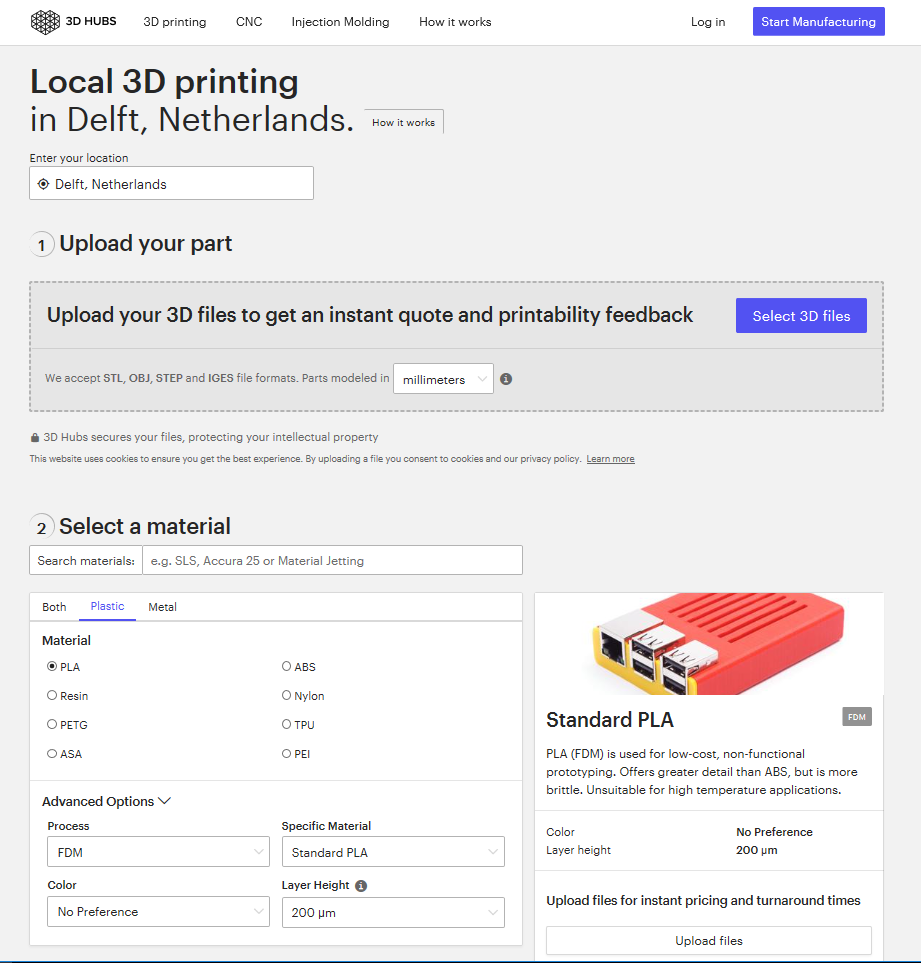 3D HUBS 3D printing CNC Injection Molding How it works Log in Start Manufacturing
Local 3D printing
in Delft, Netherlands. How it works
Enter your location
Delft, Netherlands
1 Upload your part
Upload your 3D files to get an instant quote and printability feedback Select 3D files
We accept STL, OBJ, STEP and IGES file formats. Parts modeled in millimeters
3D Hubs secures your files, protecting your intellectual property
This website uses cookies to ensure you get the best experience. By uploading a file you consent to cookies and our privacy policy. Learn more
2 Select a material
Search materials: e.g. SLS, Accura 25 or Material Jetting
Both Plastic Metal
Material
PLA ABS
Resin Nylon
PETG TPU
ASA PEI
Advanced Options
Process Specific Material
FDM Standard PLA
Color Layer Height
No Preference 200 µm
Standard PLA FDM
PLA (FDM) is used for low-cost, non-functional
prototyping. Offers greater detail than ABS, but is more
brittle. Unsuitable for high temperature applications.
Color No Preference
Layer height 200 µm
Upload files for instant pricing and turnaround times
Upload files